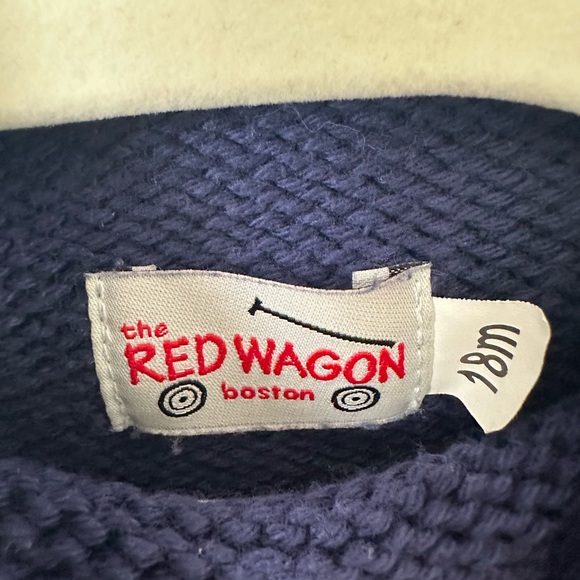 the
RED WAGON
boston
18m